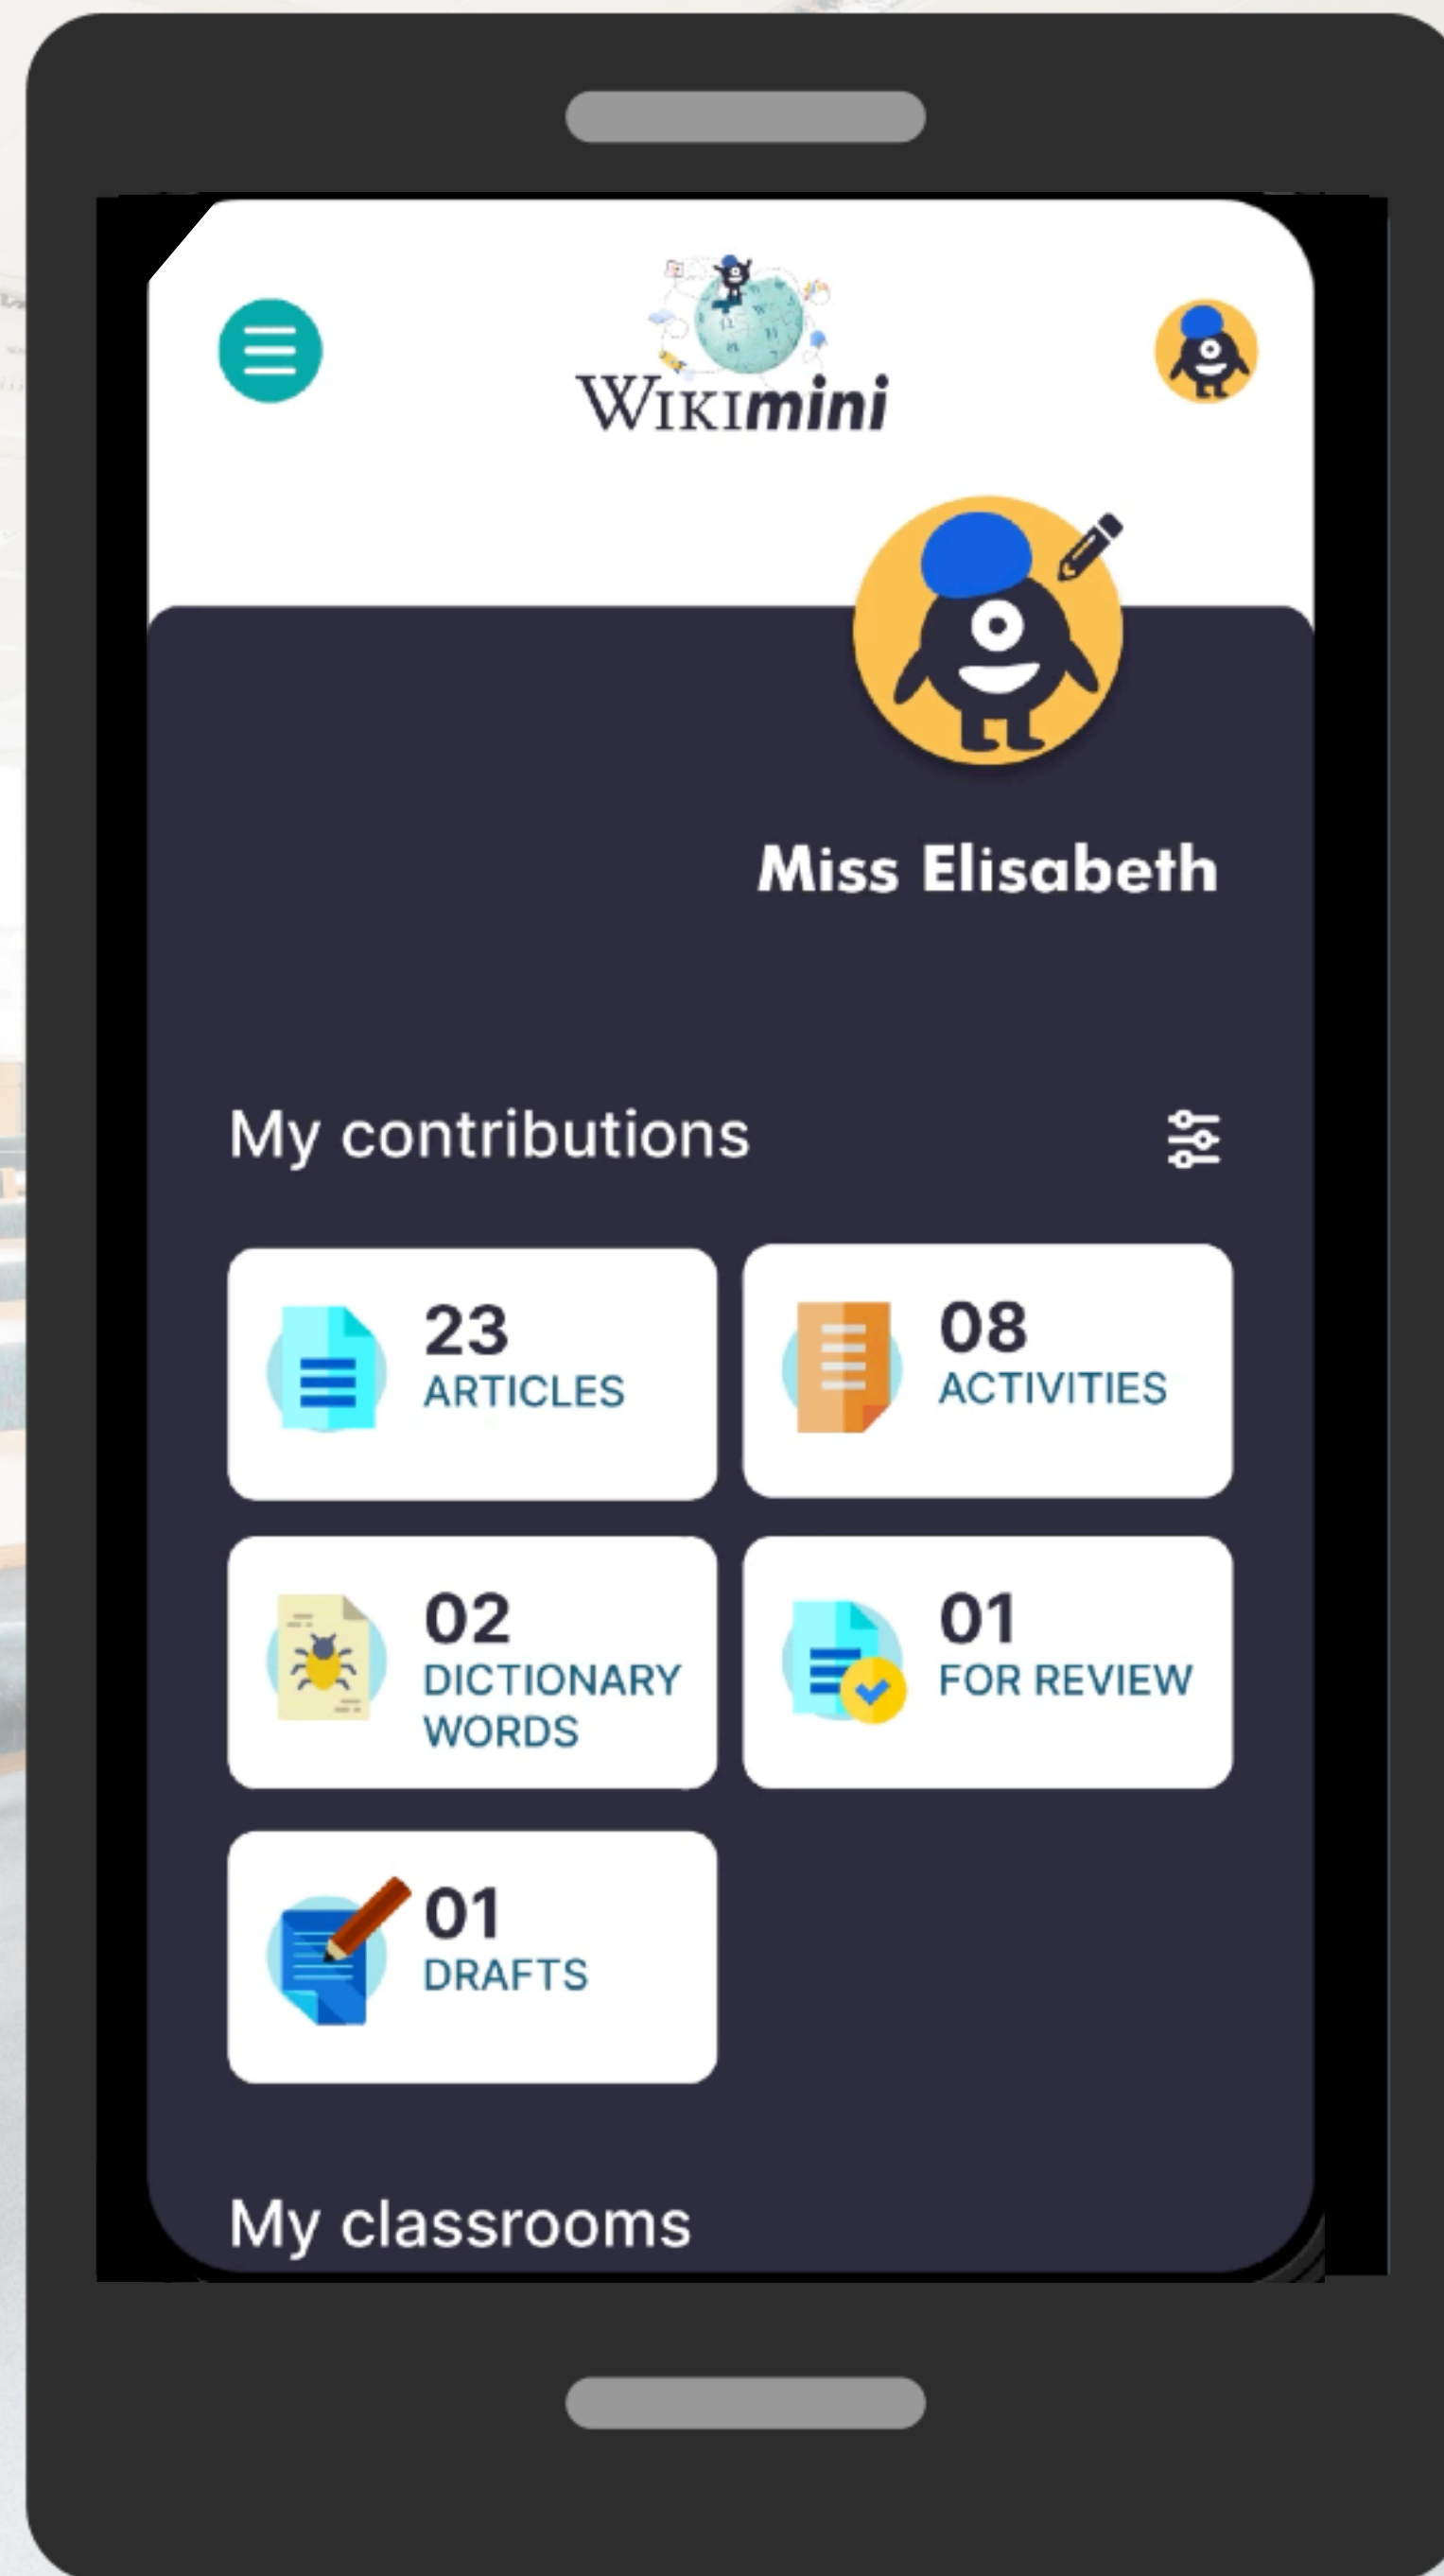 WIKImini
Miss Elisabeth
My contributions
23
ARTICLES
08
ACTIVITIES
02
DICTIONARY
WORDS
01
FOR REVIEW
01
DRAFTS
My classrooms